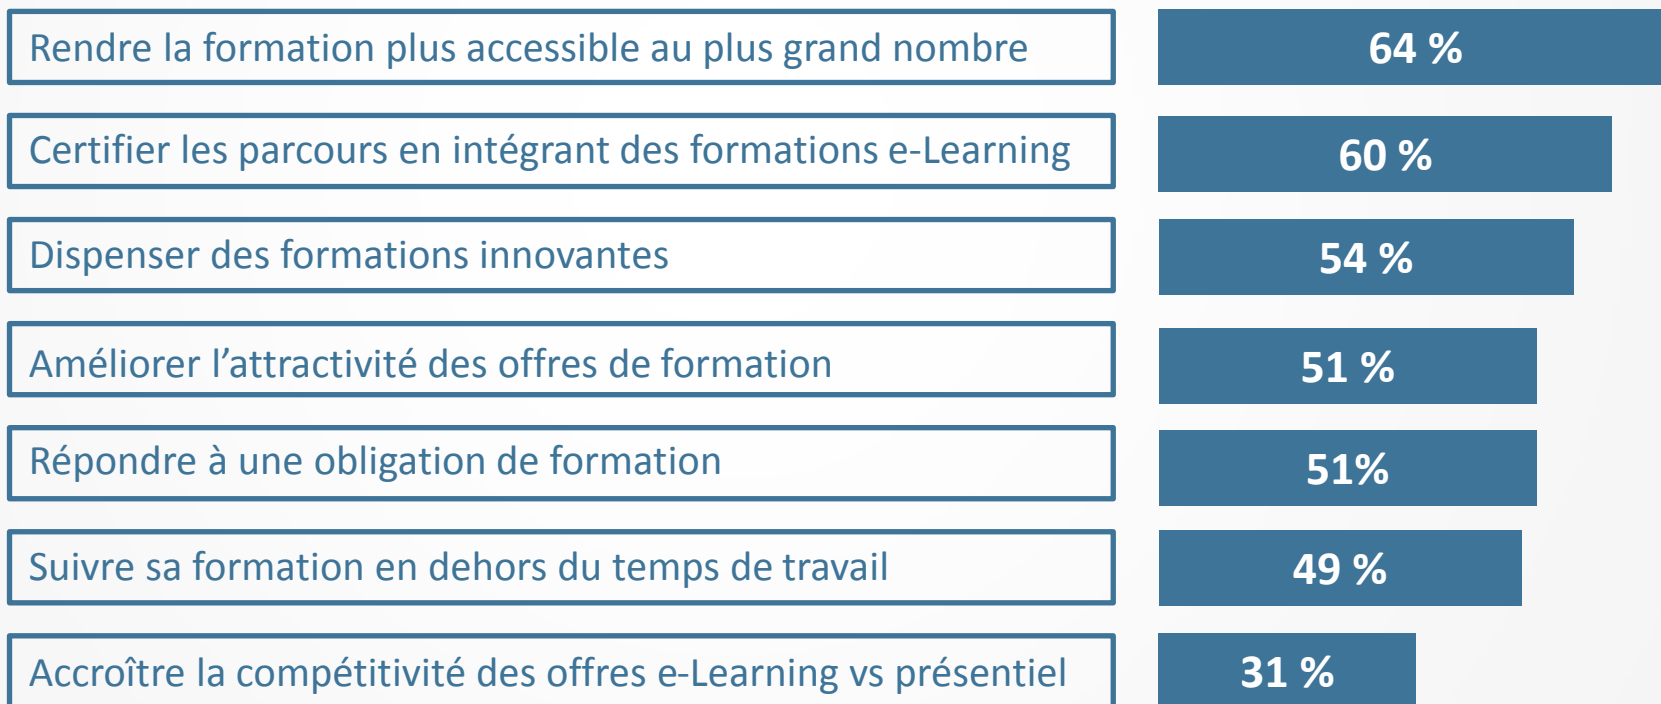 Rendre la formation plus accessible au plus grand nombre 64 %
Certifier les parcours en intégrant des formations e-Learning 60 %
Dispenser des formations innovantes 54 %
Améliorer l’attractivité des offres de formation 51 %
Répondre à une obligation de formation 51%
Suivre sa formation en dehors du temps de travail 49 %
Accroître la compétitivité des offres e-Learning vs présentiel 31 %